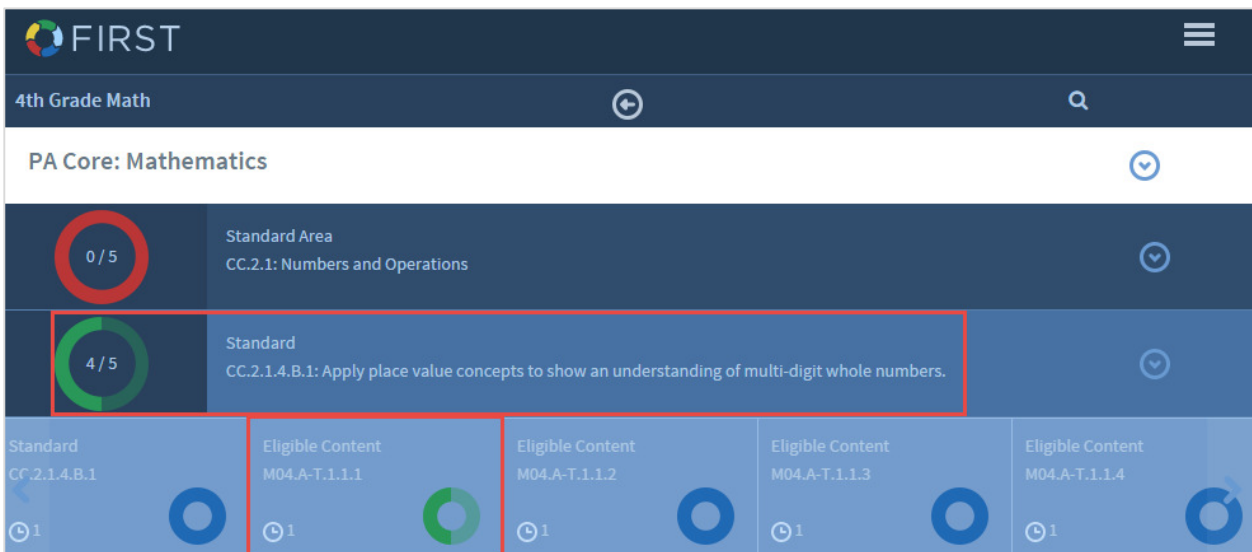 FIRST
4th Grade Math
PA Core: Mathematics
0 / 5
Standard Area
CC.2.1: Numbers and Operations
4 / 5
Standard
CC.2.1.4.B.1: Apply place value concepts to show an understanding of multi-digit whole numbers.
Standard
CC.2.1.4.B.1
1
Eligible Content
M04.A-T.1.1.1
1
Eligible Content
M04.A-T.1.1.2
1
Eligible Content
M04.A-T.1.1.3
1
Eligible Content
M04.A-T.1.1.4
1